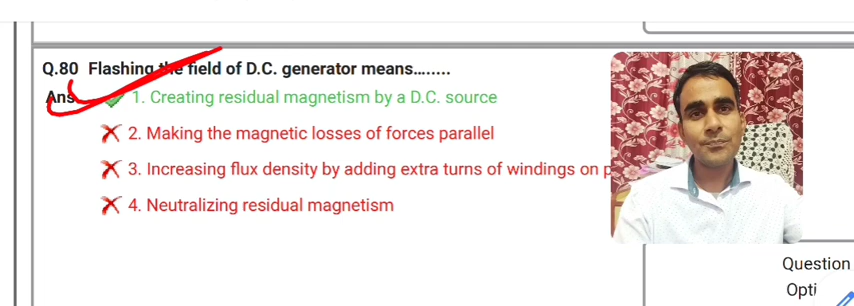 Q.80 Flashing the field of D.C. generator means........
Ans
1. Creating residual magnetism by a D.C. source
2. Making the magnetic losses of forces parallel
3. Increasing flux density by adding extra turns of windings on
4. Neutralizing residual magnetism
Question
Opti